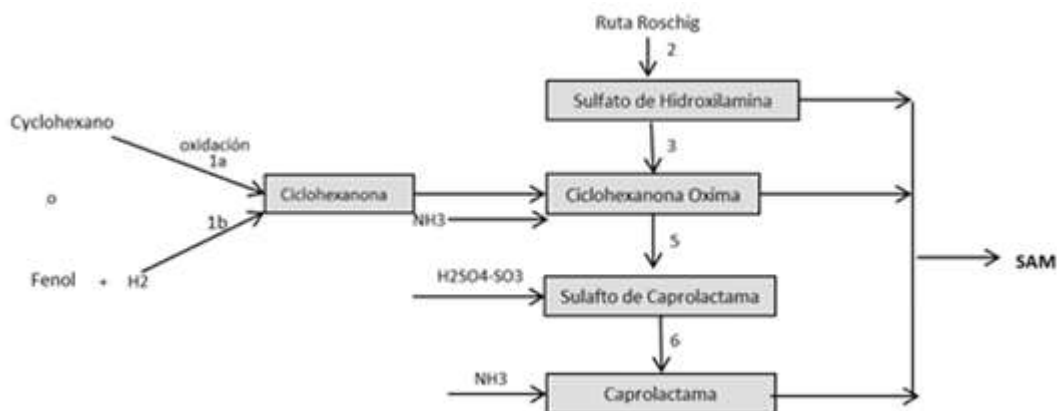 Ruta Roschig
2
Sulfato de Hidroxilamina
Cyclohexano
oxidación
1a
3
o
Ciclohexanona
Ciclohexanona Oxima
NH3
1b
5
Fenol + H2
H2SO4-SO3
SAM
Sulafto de Caprolactama
6
NH3
Caprolactama